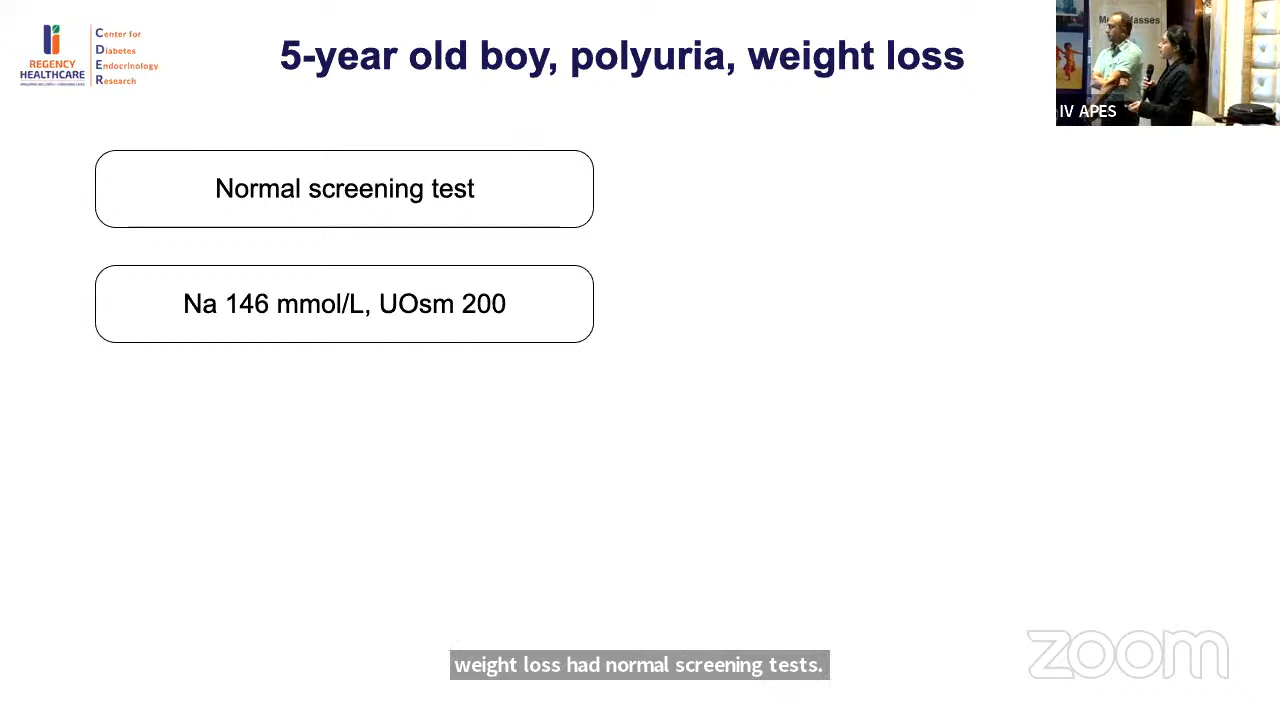 REGENCY
HEALTHCARE
Center for
Diabetes
Endocrinology
Research
5-year old boy, polyuria, weight loss
IV APES
Normal screening test
Na 146 mmol/L, UOsm 200
weight loss had normal screening tests.
zoom